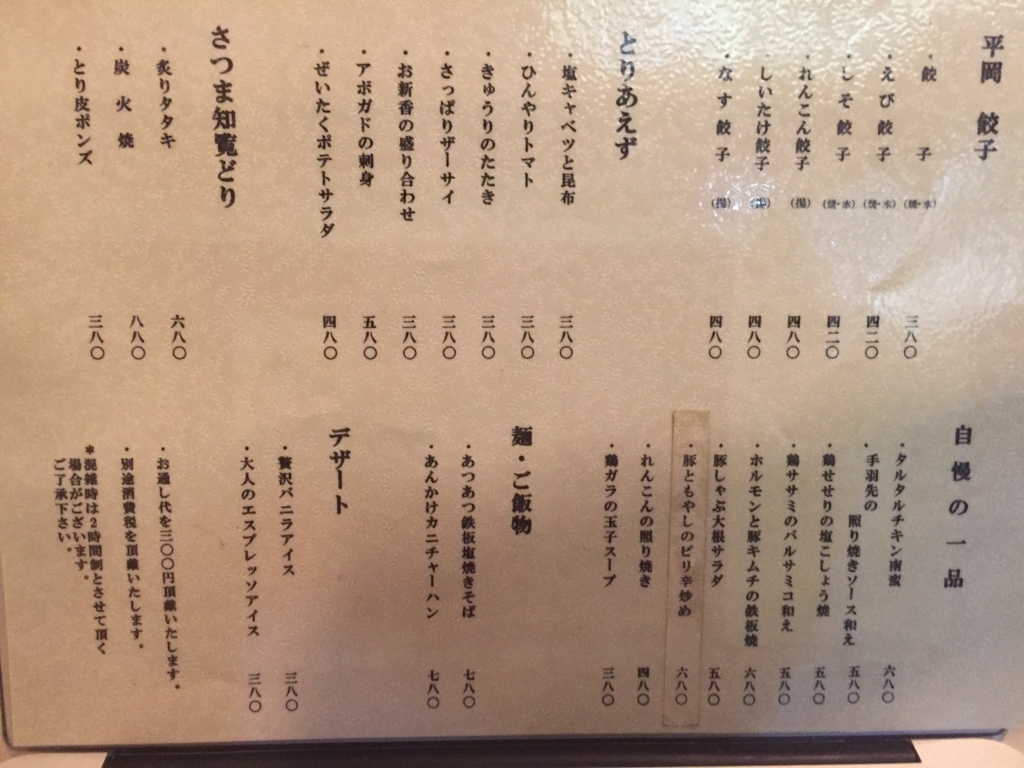 平岡 餃子
・餃子 (焼・水) 三八〇
・えび餃子 (焼・水) 四二〇
・しそ餃子 (焼・水) 四二〇
・れんこん餃子 (揚) 四八〇
・しいたけ餃子 (揚) 四八〇
・なす餃子 (揚) 四八〇
とりあえず
・塩キャベツと昆布 三八〇
・ひんやりトマト 三八〇
・きゅうりのたたき 三八〇
・さっぱりザーサイ 三八〇
・お新香の盛り合わせ 三八〇
・アボガドの刺身 五八〇
・ぜいたくポテトサラダ 四八〇
さつま知覧どり
・炙りタタキ 六八〇
・炭火焼 八八〇
・とり皮ポンズ 三八〇
自慢の一品
・タルタルチキン南蛮 六八〇
・手羽先の
照り焼きソース和え 五八〇
・鶏せせりの塩こしょう焼 五八〇
・鶏ササミのバルサミコ和え 五八〇
・ホルモンと豚キムチの鉄板焼 六八〇
・豚しゃぶ大根サラダ 五八〇
・豚ともやしのピリ辛炒め 六八〇
・れんこんの照り焼き 四八〇
・鶏ガラの玉子スープ 三八〇
麺・ご飯物
・あつあつ鉄板塩焼きそば 七八〇
・あんかけカニチャーハン 七八〇
デザート
・贅沢バニラアイス 三八〇
・大人のエスプレッソアイス 三八〇
・お通し代を三〇〇円頂戴いたします。
・別途消費税を頂戴いたします。
*混雑時は2時間制とさせて頂く
場合がございます。
ご了承下さい。